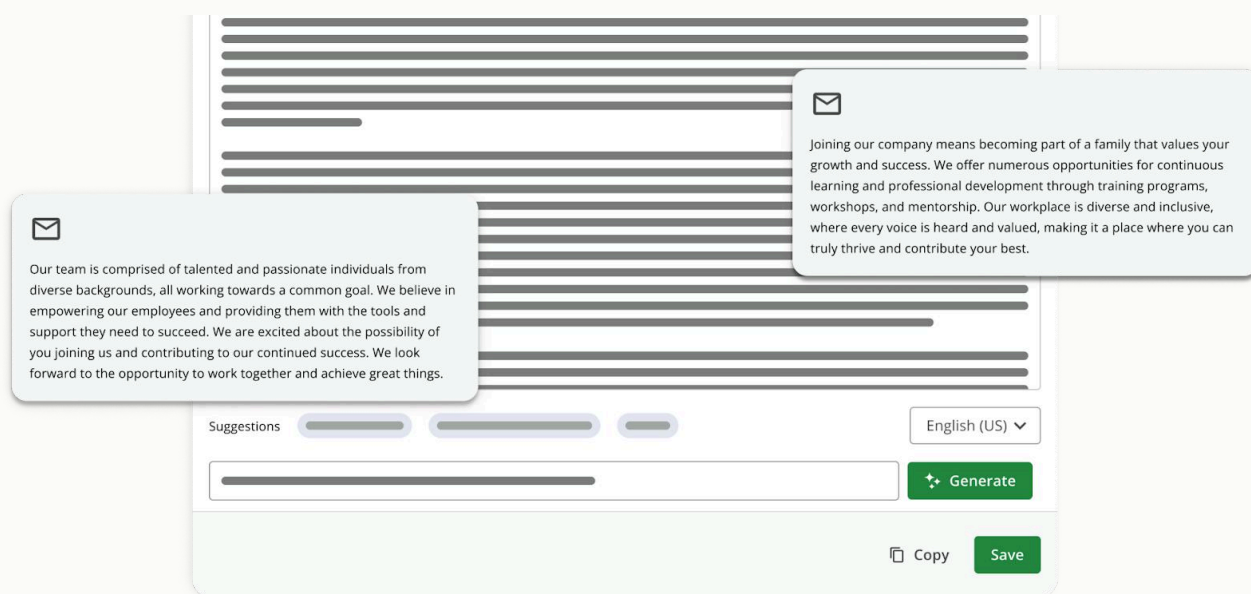 Joining our company means becoming part of a family that values your
growth and success. We offer numerous opportunities for continuous
learning and professional development through training programs,
workshops, and mentorship. Our workplace is diverse and inclusive,
where every voice is heard and valued, making it a place where you can
truly thrive and contribute your best.
Our team is comprised of talented and passionate individuals from
diverse backgrounds, all working towards a common goal. We believe in
empowering our employees and providing them with the tools and
support they need to succeed. We are excited about the possibility of
you joining us and contributing to our continued success. We look
forward to the opportunity to work together and achieve great things.
Suggestions
English (US)
Generate
Copy
Save